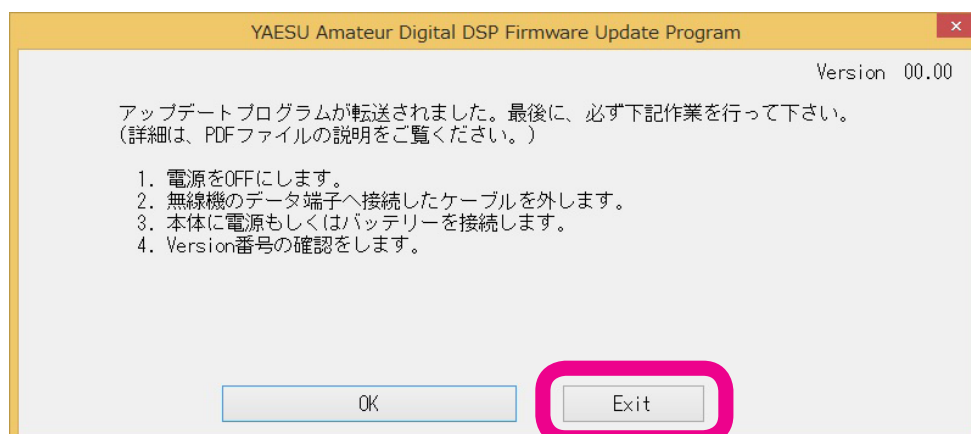 YAESU Amateur Digital DSP Firmware Update Program
×
Version 00.00
アップデートプログラムが転送されました。最後に、必ず下記作業を行って下さい。
(詳細は、PDFファイルの説明をご覧ください。)
1. 電源をOFFにします。
2. 無線機のデータ端子へ接続したケーブルを外します。
3. 本体に電源もしくはバッテリーを接続します。
4. Version番号の確認をします。
OK Exit